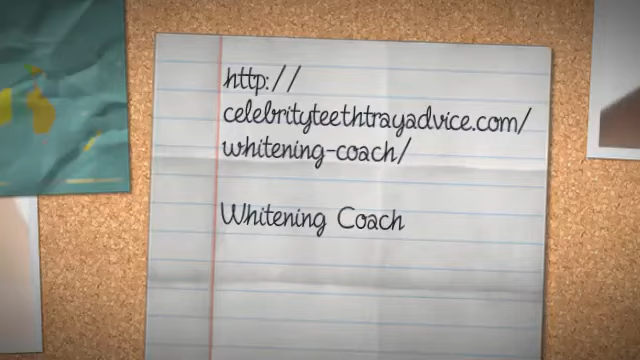 http://
celebrityteethtrayadvice.com/
whitening-coach/
Whitening Coach